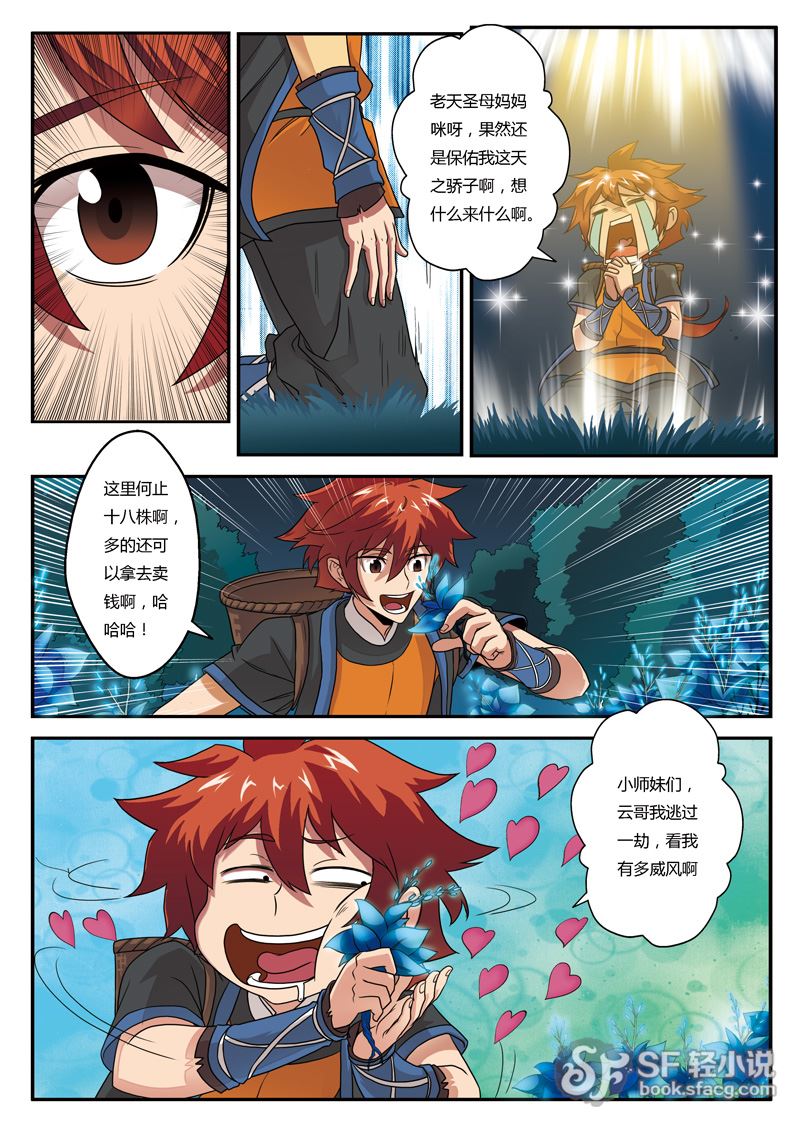 老天圣母妈妈
咪呀，果然还
是保佑我这天
之骄子啊，想
什么来什么啊。
这里何止
十八株啊，
多的还可
以拿去卖
钱啊，哈
哈哈！
小师妹们，
云哥我逃过
一劫，看我
有多威风啊
SF 轻小说
book.sfacg.com